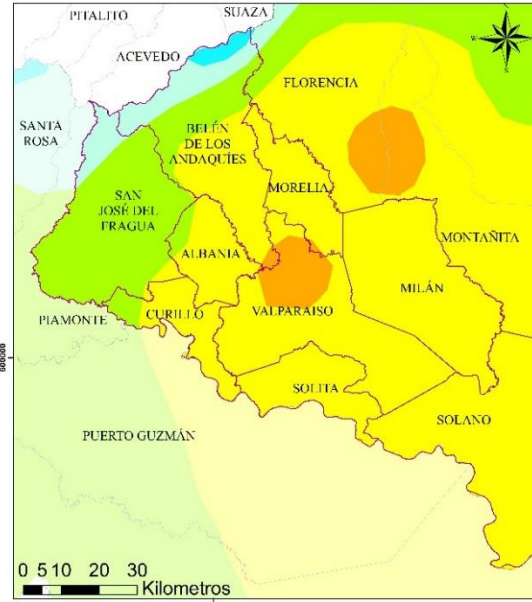 PITALITO
SUAZA
ACEVEDO
FLORENCIA
SANTA
ROSA
BELÉN
DE LOS
ANDAQUÍES
MORELIA
SAN
JOSÉ DEL
FRAGUA
MONTAÑITA
ALBANIA
MILÁN
PIAMONTE
CURILLO
VALPARAISO
600000
SOLITA
SOLANO
PUERTO GUZMÁN
0 5 10 20 30
Kilometros